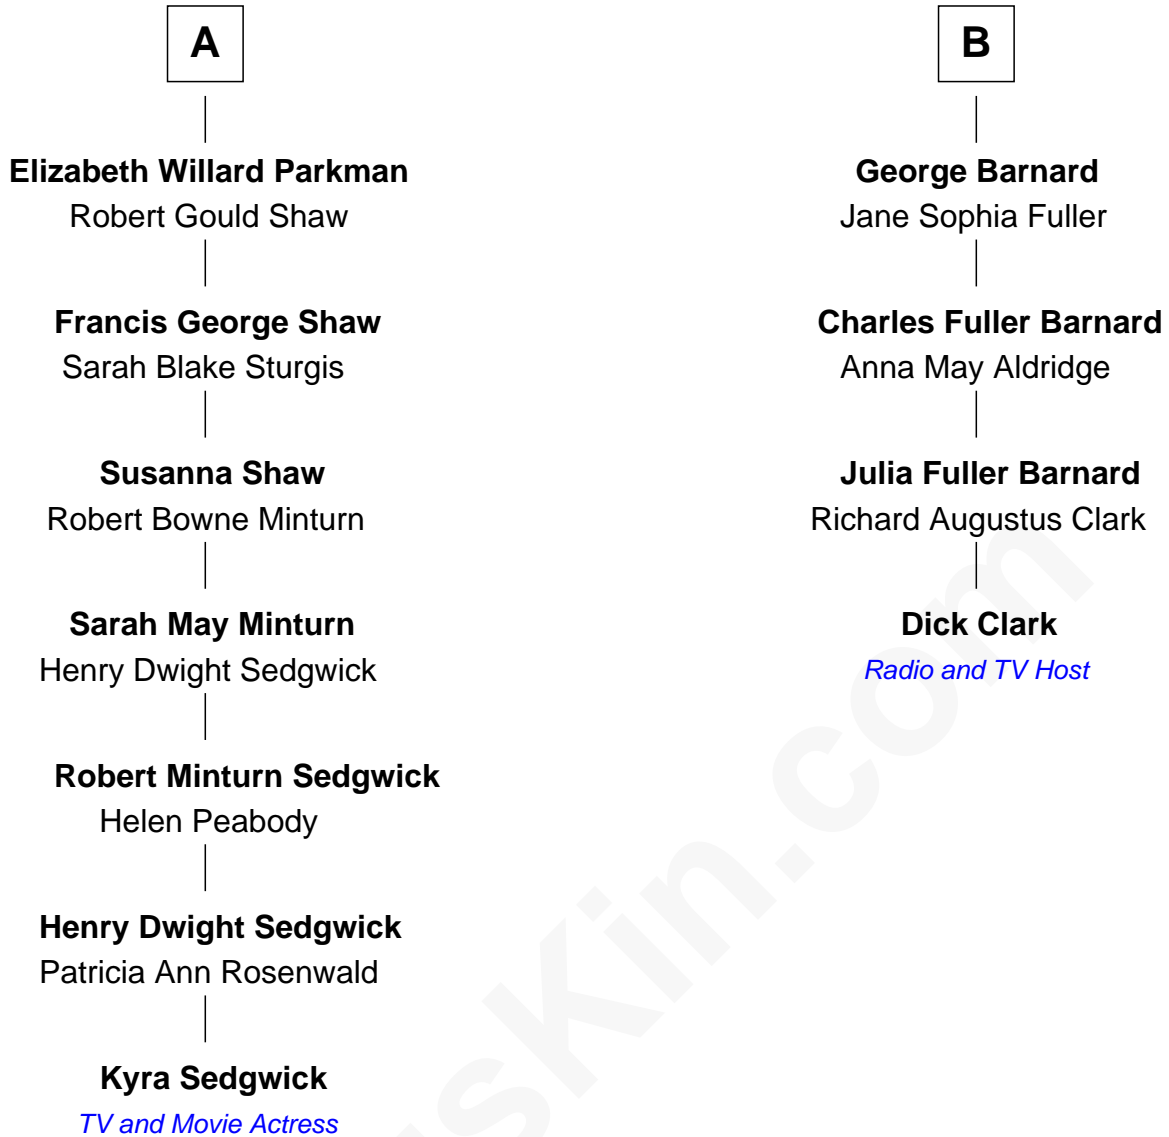 A
Elizabeth Willard Parkman
Robert Gould Shaw
Francis George Shaw
Sarah Blake Sturgis
Susanna Shaw
Robert Bowne Minturn
Sarah May Minturn
Henry Dwight Sedgwick
Robert Minturn Sedgwick
Helen Peabody
Henry Dwight Sedgwick
Patricia Ann Rosenwald
Kyra Sedgwick
TV and Movie Actress
B
George Barnard
Jane Sophia Fuller
Charles Fuller Barnard
Anna May Aldridge
Julia Fuller Barnard
Richard Augustus Clark
Dick Clark
Radio and TV Host
sKin.com